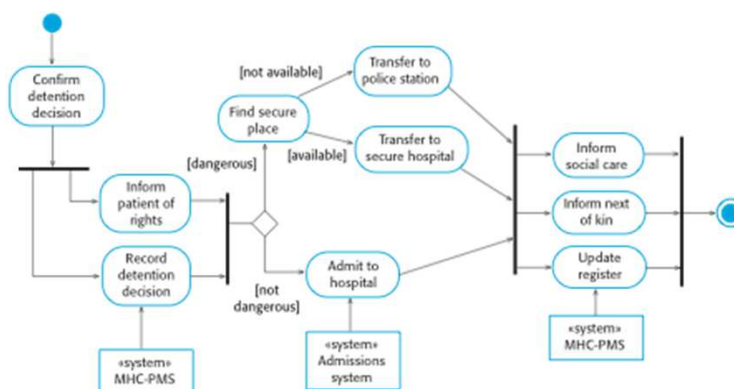 Confirm
detention
decision
Inform
patient of
rights
Record
detention
decision
«system»
MHC-PMS
[dangerous]
[not
dangerous]
Find secure
place
[not available]
[available]
Transfer to
police station
Transfer to
secure hospital
Admit to
hospital
«system»
Admissions
system
Inform
social care
Inform next
of kin
Update
register
«system»
MHC-PMS